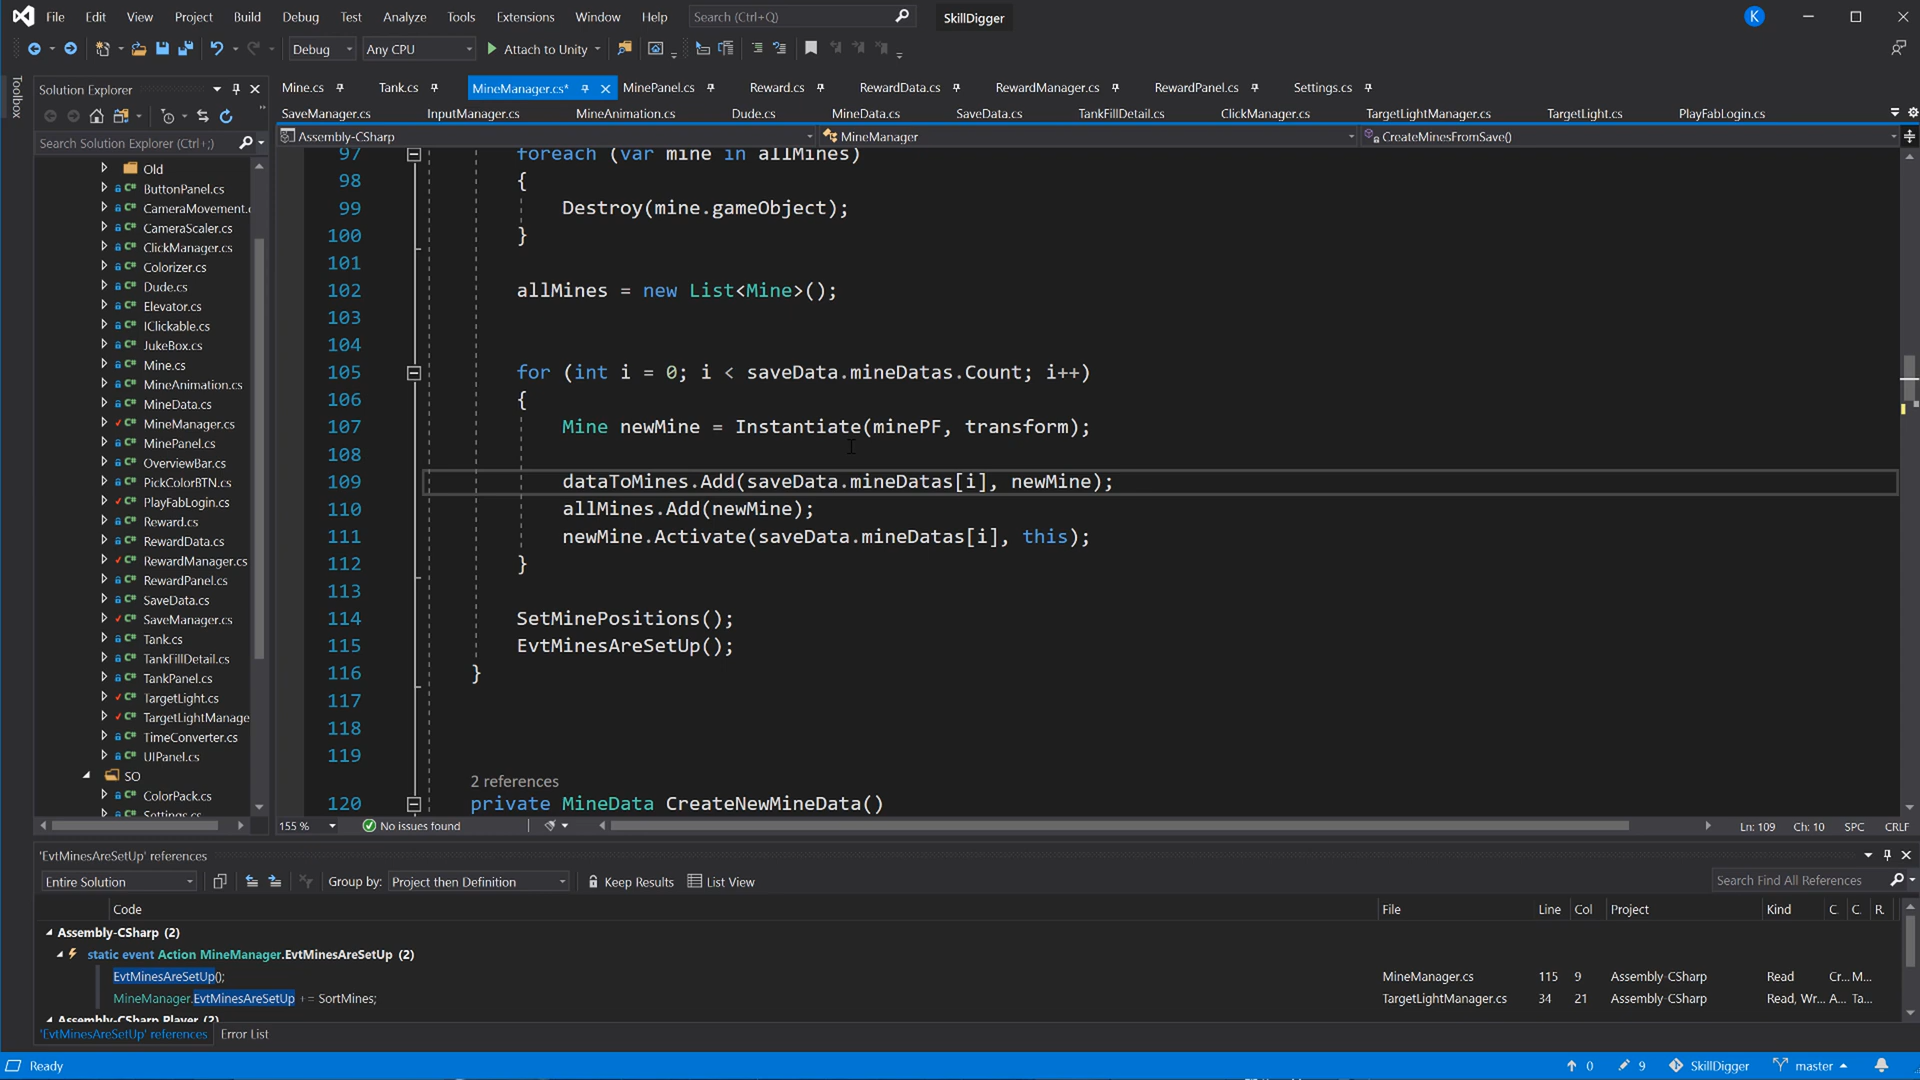 File Edit View Project Build Debug Test Analyze Tools Extensions Window Help Search (Ctrl+Q) SkillDigger K
Debug Any CPU Attach to Unity
Toolbox
Solution Explorer
Search Solution Explorer (Ctrl+;)
Old
ButtonPanel.cs
CameraMovement.c
CameraScaler.cs
ClickManager.cs
Colorizer.cs
Dude.cs
Elevator.cs
IClickable.cs
JukeBox.cs
Mine.cs
MineAnimation.cs
MineData.cs
MineManager.cs
MinePanel.cs
OverviewBar.cs
PickColorBTN.cs
PlayFabLogin.cs
Reward.cs
RewardData.cs
RewardManager.cs
RewardPanel.cs
SaveData.cs
SaveManager.cs
Tank.cs
TankFillDetail.cs
TankPanel.cs
TargetLight.cs
TargetLightManage
TimeConverter.cs
UIPanel.cs
SO
ColorPack.cs
Settings.cs
Mine.cs Tank.cs MineManager.cs* MinePanel.cs Reward.cs RewardData.cs RewardManager.cs RewardPanel.cs Settings.cs
SaveManager.cs InputManager.cs MineAnimation.cs Dude.cs MineData.cs SaveData.cs TankFillDetail.cs ClickManager.cs TargetLightManager.cs TargetLight.cs PlayFabLogin.cs
Assembly-CSharp MineManager CreateMinesFromSave()
97 foreach (var mine in allMines)
98 {
99 Destroy(mine.gameObject);
100 }
101
102 allMines = new List<Mine>();
103
104
105 for (int i = 0; i < saveData.mineDatas.Count; i++)
106 {
107 Mine newMine = Instantiate(minePF, transform);
108
109 dataToMines.Add(saveData.mineDatas[i], newMine);
110 allMines.Add(newMine);
111 newMine.Activate(saveData.mineDatas[i], this);
112 }
113
114 SetMinePositions();
115 EvtMinesAreSetUp();
116 }
117
118
119
2 references
120 private MineData CreateNewMineData()
155 % No issues found Ln: 109 Ch: 10 SPC CRLF
'EvtMinesAreSetUp' references
Entire Solution Group by: Project then Definition Keep Results List View Search Find All References
Code File Line Col Project Kind C. C. R.
Assembly-CSharp (2)
static event Action MineManager.EvtMinesAreSetUp (2)
EvtMinesAreSetUp(); MineManager.cs 115 9 Assembly-CSharp Read Cr... M...
MineManager.EvtMinesAreSetUp += SortMines; TargetLightManager.cs 34 21 Assembly-CSharp Read, Wr... A... Ta...
Assembly-CSharp Player (2)
'EvtMinesAreSetUp' references Error List
Ready 0 9 SkillDigger master